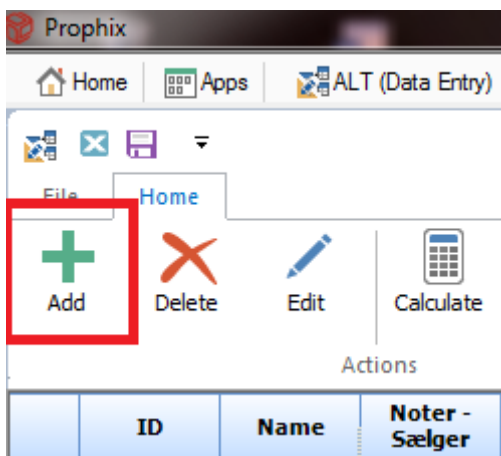 Prophix
Home Apps ALT (Data Entry)
File Home
Add Delete Edit Calculate
Actions
ID Name Noter -
Sælger